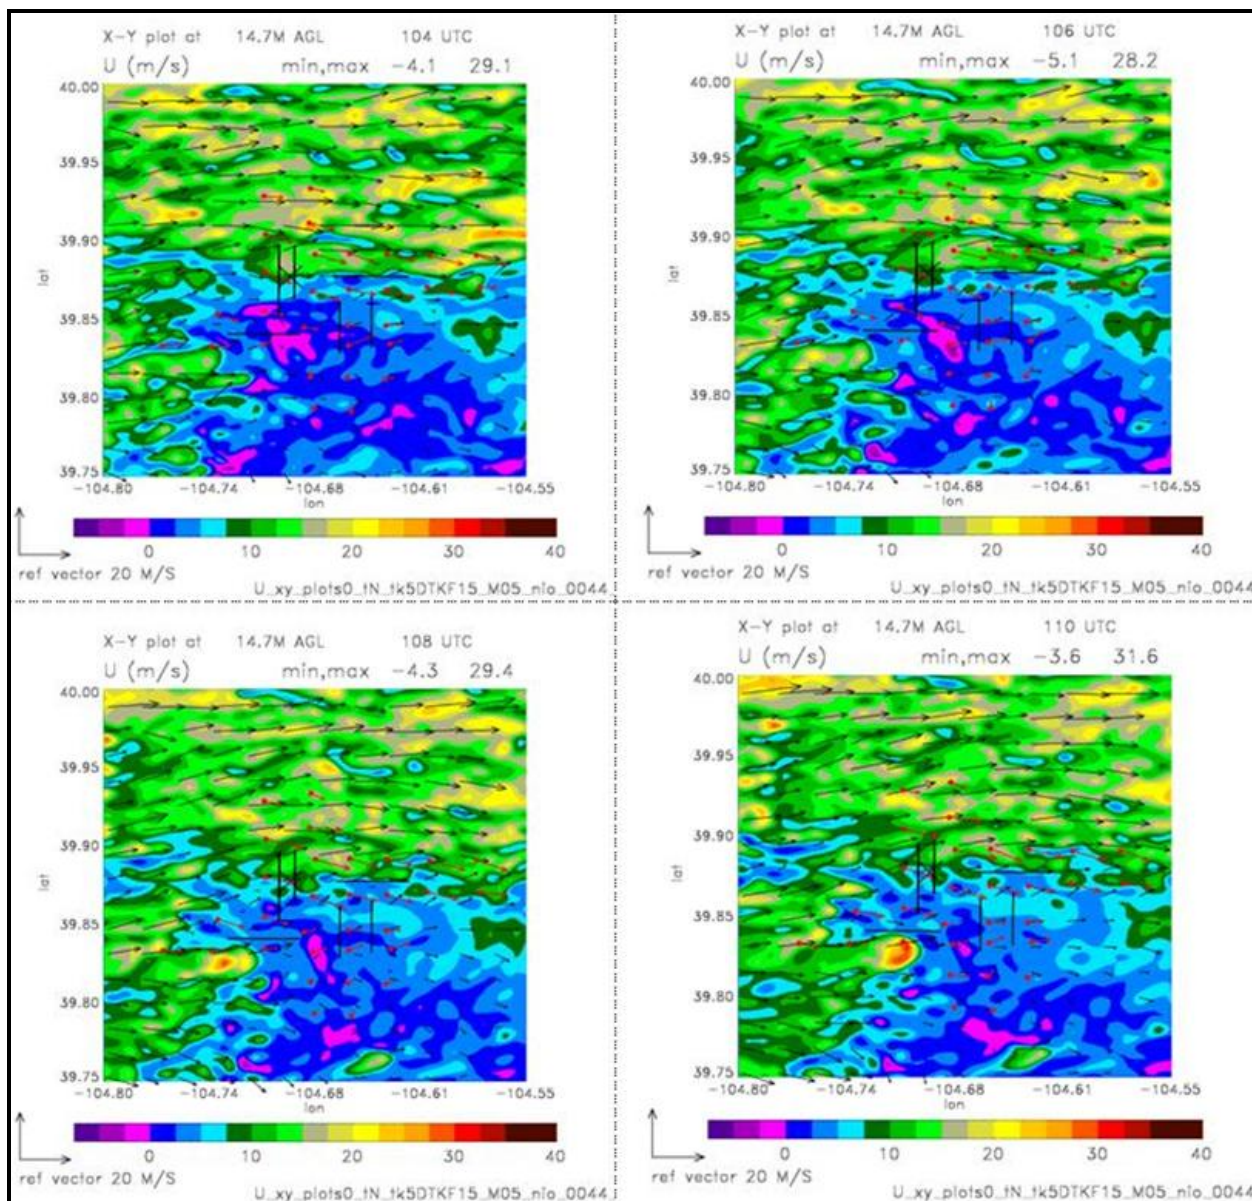 X-Y plot at 14.7M AGL 104 UTC
U (m/s) min,max -4.1 29.1
40.00
39.95
39.90
lat
39.85
39.80
39.75
-104.80 -104.74 -104.68 -104.61 -104.55
lon
0 10 20 30 40
ref vector 20 M/S
U_xy_plots0_tN_tk5DTKF15_M05_nio_0044
X-Y plot at 14.7M AGL 106 UTC
U (m/s) min,max -5.1 28.2
40.00
39.95
39.90
lat
39.85
39.80
39.75
-104.80 -104.74 -104.68 -104.61 -104.55
lon
0 10 20 30 40
ref vector 20 M/S
U_xy_plots0_tN_tk5DTKF15_M05_nio_0044
X-Y plot at 14.7M AGL 108 UTC
U (m/s) min,max -4.3 29.4
40.00
39.95
39.90
lat
39.85
39.80
39.75
-104.80 -104.74 -104.68 -104.61 -104.55
lon
0 10 20 30 40
ref vector 20 M/S
U_xy_plots0_tN_tk5DTKF15_M05_nio_0044
X-Y plot at 14.7M AGL 110 UTC
U (m/s) min,max -3.6 31.6
40.00
39.95
39.90
lat
39.85
39.80
39.75
-104.80 -104.74 -104.68 -104.61 -104.55
lon
0 10 20 30 40
ref vector 20 M/S
U_xy_plots0_tN_tk5DTKF15_M05_nio_0044